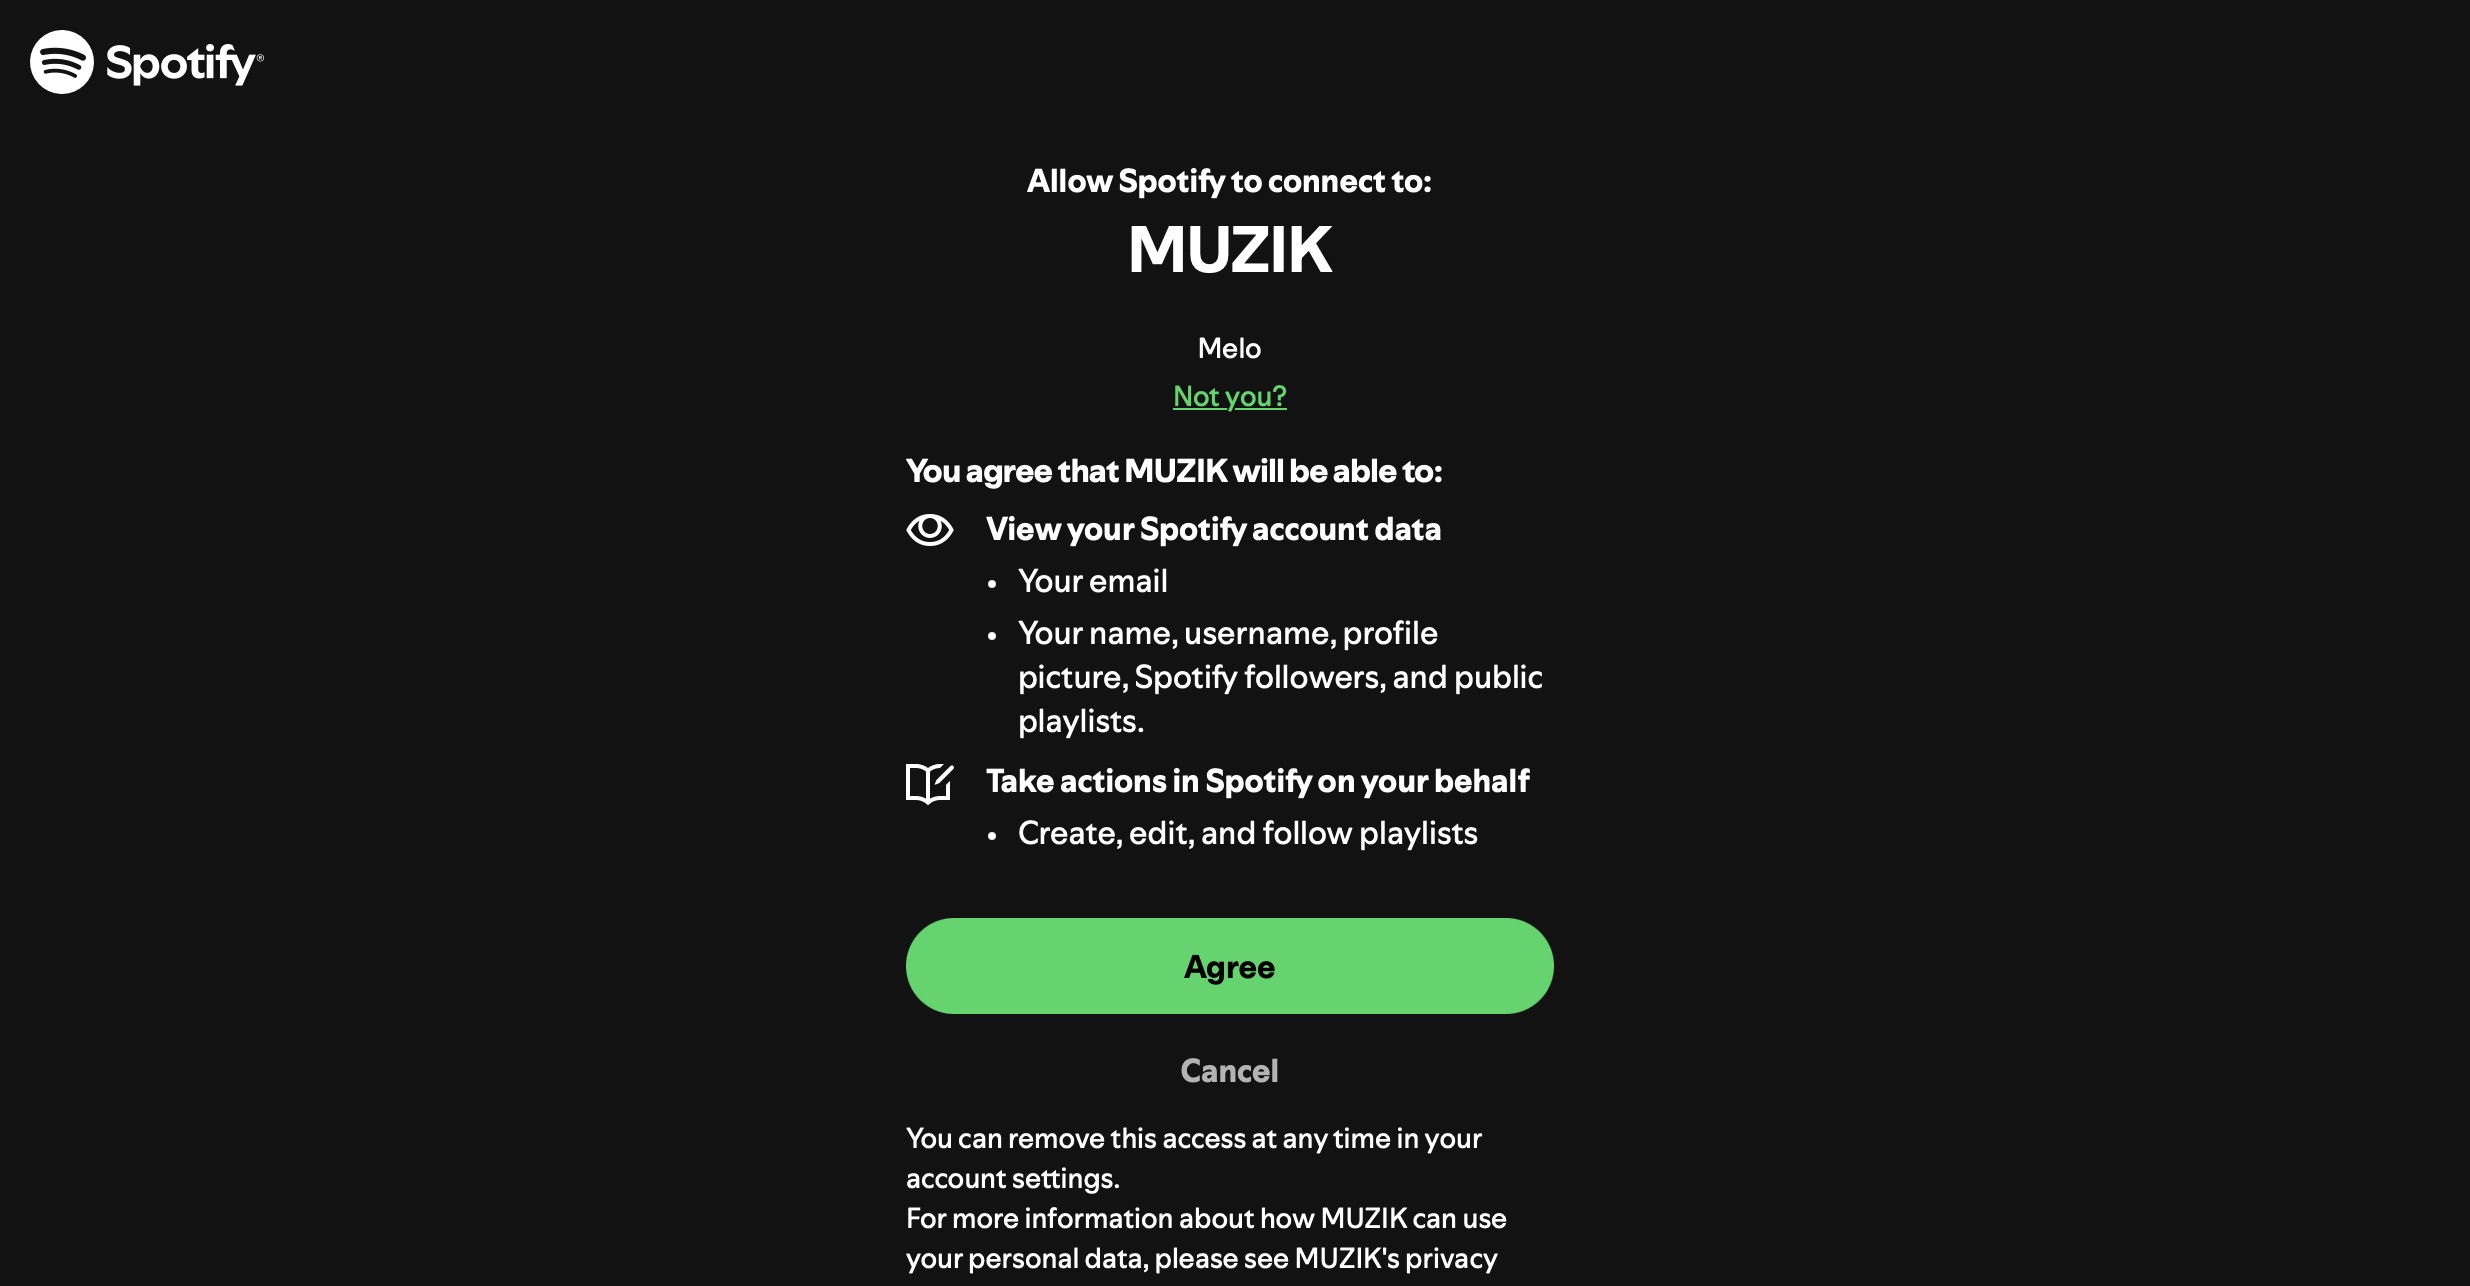 Spotify®
Allow Spotify to connect to:
MUZIK
Melo
Not you?
You agree that MUZIK will be able to:
View your Spotify account data
• Your email
• Your name, username, profile
picture, Spotify followers, and public
playlists.
Take actions in Spotify on your behalf
• Create, edit, and follow playlists
Agree
Cancel
You can remove this access at any time in your
account settings.
For more information about how MUZIK can use
your personal data, please see MUZIK's privacy